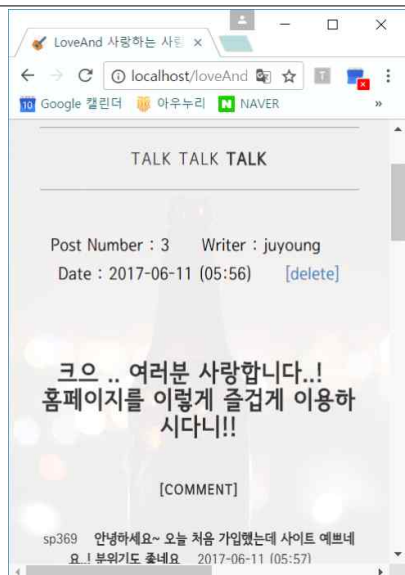 LoveAnd 사랑하는 사람
localhost/loveAnd
10 Google 캘린더 아우누리 N NAVER »
TALK TALK TALK
Post Number : 3 Writer : juyoung
Date : 2017-06-11 (05:56) [delete]
크으 .. 여러분 사랑합니다..!
홈페이지를 이렇게 즐겁게 이용하
시다니!!
[COMMENT]
sp369 안녕하세요~ 오늘 처음 가입했는데 사이트 예쁘네
요..! 분위기도 좋네요 2017-06-11 (05:57)